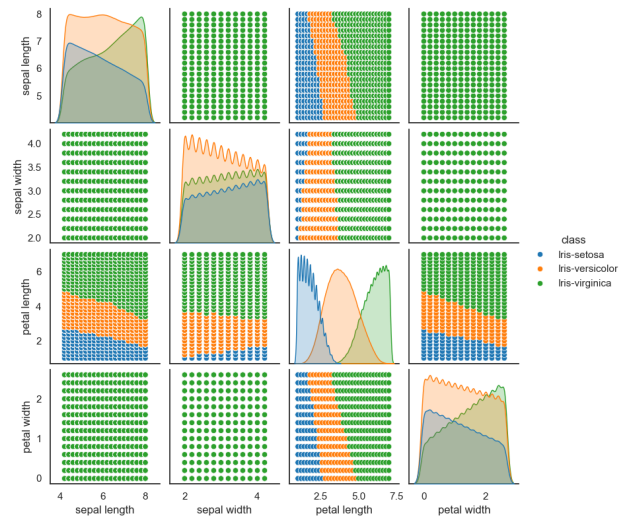 8
7
6
5
sepal length
4.0
3.5
3.0
2.5
2.0
sepal width
class
Iris-setosa
Iris-versicolor
Iris-virginica
6
4
2
petal length
2
1
0
petal width
4 6 8
sepal length
2 4
sepal width
2.5 5.0 7.5
petal length
0 2
petal width